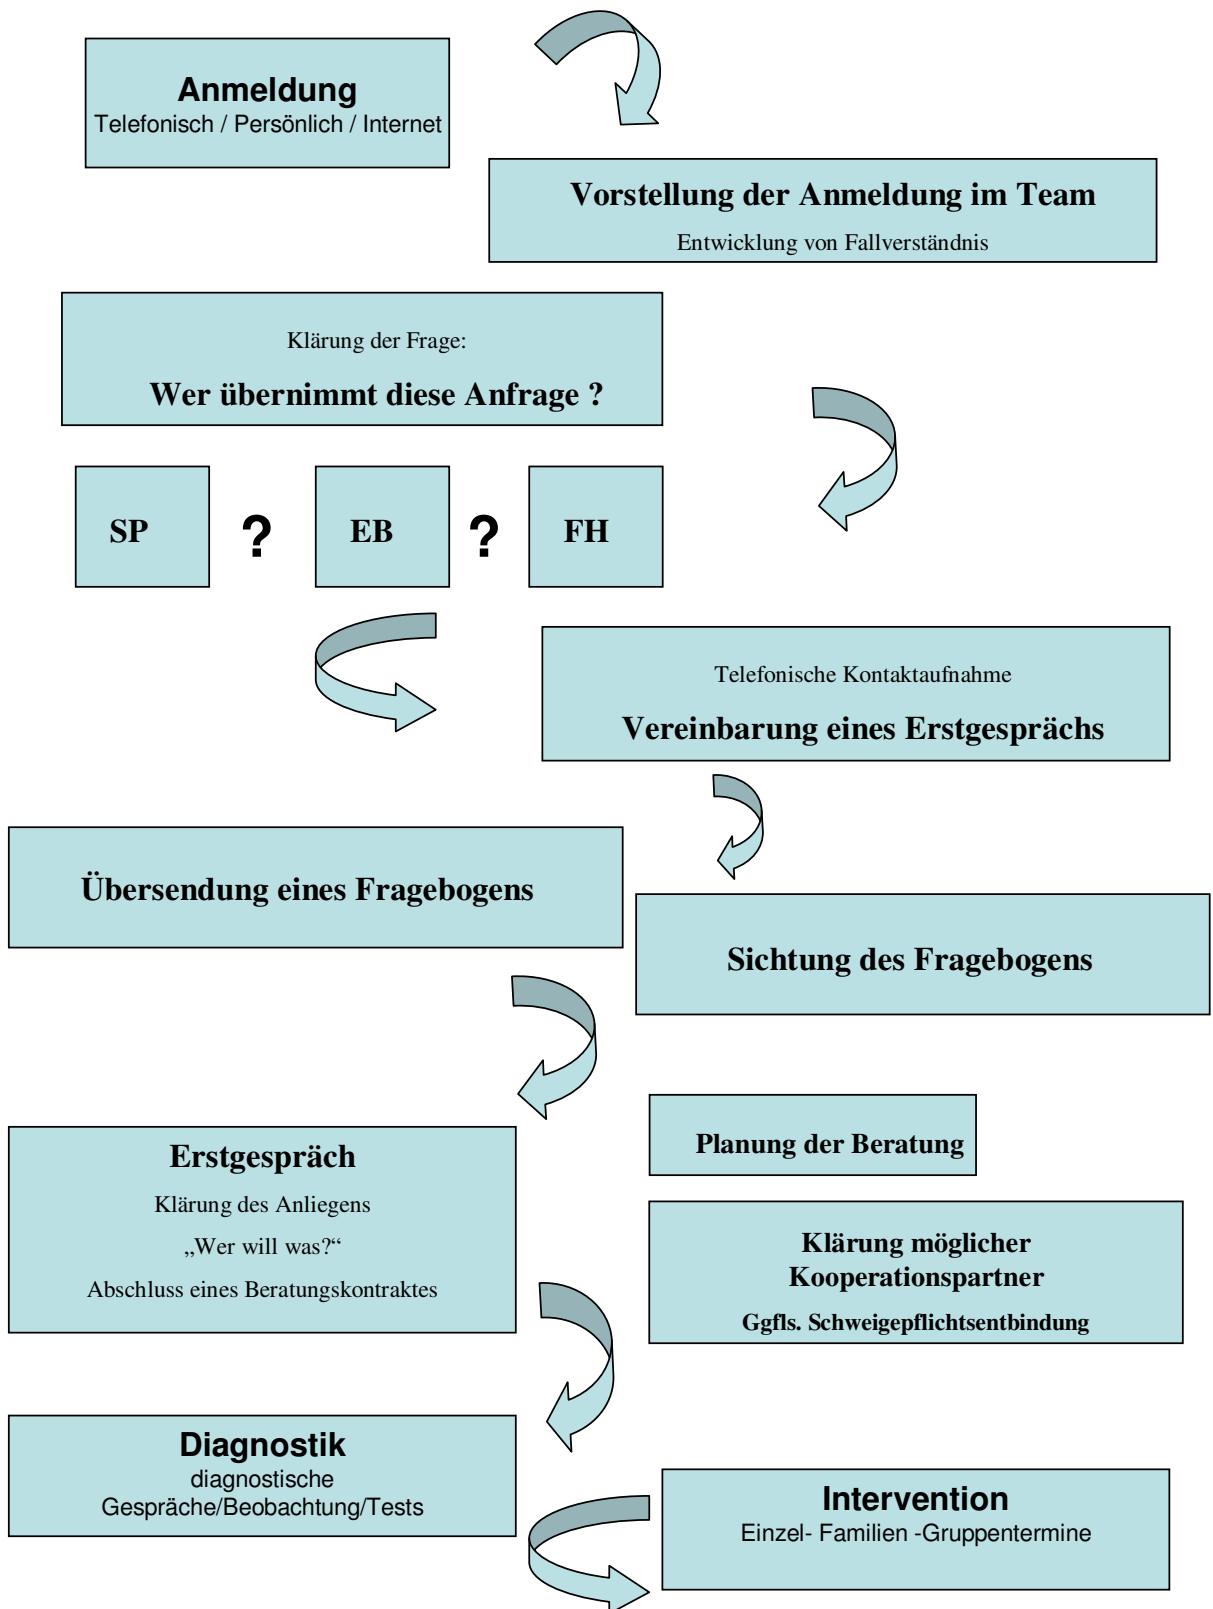 Anmeldung
Telefonisch / Persönlich / Internet
Vorstellung der Anmeldung im Team
Entwicklung von Fallverständnis
Klärung der Frage:
Wer übernimmt diese Anfrage ?
SP ? EB ? FH
Telefonische Kontaktaufnahme
Vereinbarung eines Erstgesprächs
Übersendung eines Fragebogens
Sichtung des Fragebogens
Planung der Beratung
Erstgespräch
Klärung des Anliegens
„Wer will was?“
Abschluss eines Beratungskontraktes
Klärung möglicher
Kooperationspartner
Ggfls. Schweigepflichtsentbindung
Diagnostik
diagnostische
Gespräche/Beobachtung/Tests
Intervention
Einzel- Familien -Gruppentermine